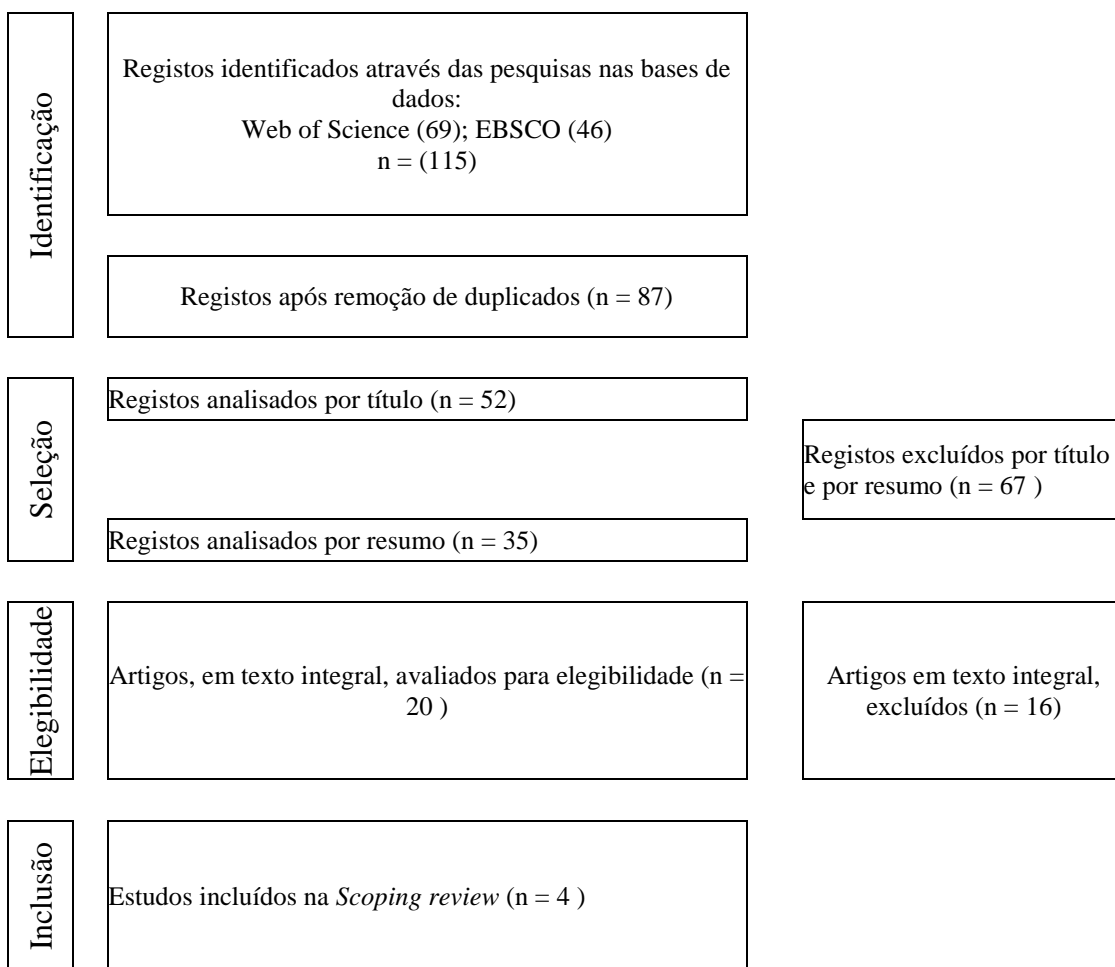 Identificação
Registos identificados através das pesquisas nas bases de
dados:
Web of Science (69); EBSCO (46)
n = (115)
Registos após remoção de duplicados (n = 87)
Seleção
Registos analisados por título (n = 52)
Registos excluídos por título
e por resumo (n = 67 )
Registos analisados por resumo (n = 35)
Elegibilidade
Artigos, em texto integral, avaliados para elegibilidade (n =
20 )
Artigos em texto integral,
excluídos (n = 16)
Inclusão
Estudos incluídos na Scoping review (n = 4 )